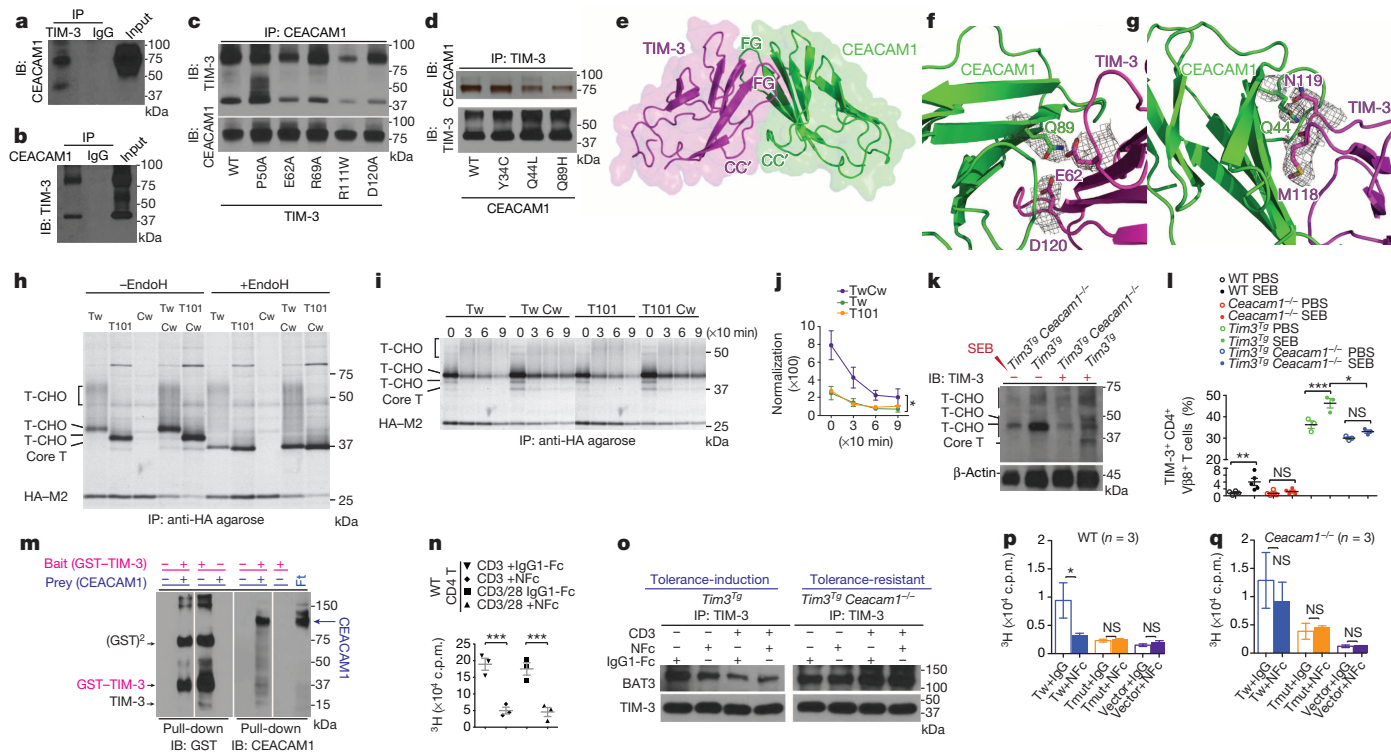 a
IP
TIM-3 IgG Input
IB:
CEACAM1
100
75
50
37
kDa
b
IP
CEACAM1 IgG Input
IB: TIM-3
100
75
50
37
kDa
c
IP: CEACAM1
IB:
TIM-3
IB:
CEACAM1
100
75
50
37
100
kDa
WT
P50A
E62A
R69A
R111W
D120A
TIM-3
d
IP: TIM-3
IB:
CEACAM1
IB:
TIM-3
100
75
50
37
kDa
WT
Y34C
Q44L
Q89H
CEACAM1
e
TIM-3
FG
CEACAM1
FG
CC′
CC′
f
CEACAM1
TIM-3
Q89
E62
D120
g
CEACAM1
N119
TIM-3
Q44
M118
h
–EndoH +EndoH
Tw T101 Cw Tw T101
Cw Cw
Tw T101 Cw Tw T101
Cw Cw
T-CHO
T-CHO
T-CHO
Core T
HA–M2
75
50
37
25
kDa
IP: anti-HA agarose
i
Tw Tw Cw T101 T101 Cw
0 3 6 9 0 3 6 9 0 3 6 9 0 3 6 9 (×10 min)
T-CHO
T-CHO
T-CHO
Core T
HA–M2
50
37
25
kDa
IP: anti-HA agarose
j
TwCw
Tw
T101
Normalization
(×100)
10
8
6
4
2
0
*
0 3 6 9
(×10 min)
k
SEB
Tim3Tg Ceacam1–/–
Tim3Tg
Tim3Tg Ceacam1–/–
Tim3Tg
– – + +
IB: TIM-3
T-CHO
T-CHO
T-CHO
Core T
β-Actin
75
50
37
25
45
kDa
l
WT PBS
WT SEB
Ceacam1–/– PBS
Ceacam1–/– SEB
Tim3Tg PBS
Tim3Tg SEB
Tim3Tg Ceacam1–/– PBS
Tim3Tg Ceacam1–/– SEB
TIM-3+ CD4+
Vβ8+ T cells (%)
50
40
30
20
10
8
6
4
2
0
** NS *** * NS
m
Bait (GST–TIM-3) – + + – – + +
Prey (CEACAM1) – + – – + – Ft
(GST)2
GST–TIM-3
TIM-3
150
100
75
50
37
15
kDa
CEACAM1
Pull-down
IB: GST
Pull-down
IB: CEACAM1
n
WT
CD4 T
CD3 +IgG1-Fc
CD3 +NFc
CD3/28 IgG1-Fc
CD3/28 +NFc
3H (×104 c.p.m.)
25
20
15
10
5
0
*** ***
o
Tolerance-induction
Tim3Tg
IP: TIM-3
Tolerance-resistant
Tim3Tg Ceacam1–/–
IP: TIM-3
CD3 – – + + – – + +
NFc – + – + – + – +
IgG1-Fc + – + – + – + –
BAT3
TIM-3
150
100
50
37
kDa
p
WT (n = 3)
3H (×104 c.p.m.)
2
1.5
1
0.5
0
* NS NS
Tw+IgG
Tw+NFc
Tmut+IgG
Tmut+NFc
Vector+IgG
Vector+NFc
q
Ceacam1–/– (n = 3)
3H (×104 c.p.m.)
2
1.5
1
0.5
0
NS NS NS
Tw+IgG
Tw+NFc
Tmut+IgG
Tmut+NFc
Vector+IgG
Vector+NFc